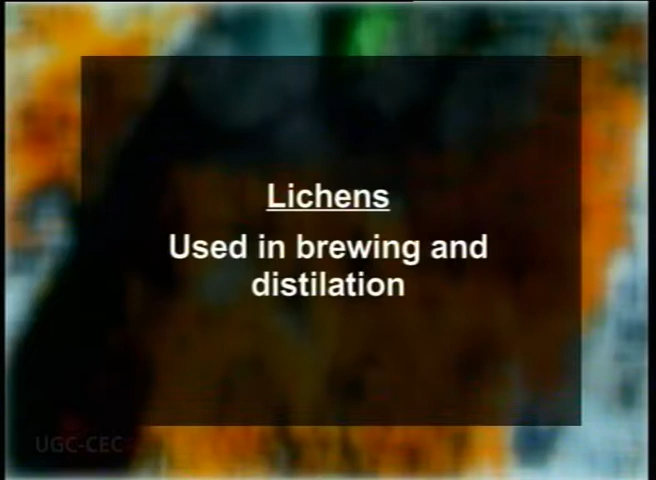 Lichens
Used in brewing and
distilation
UGC-CEC